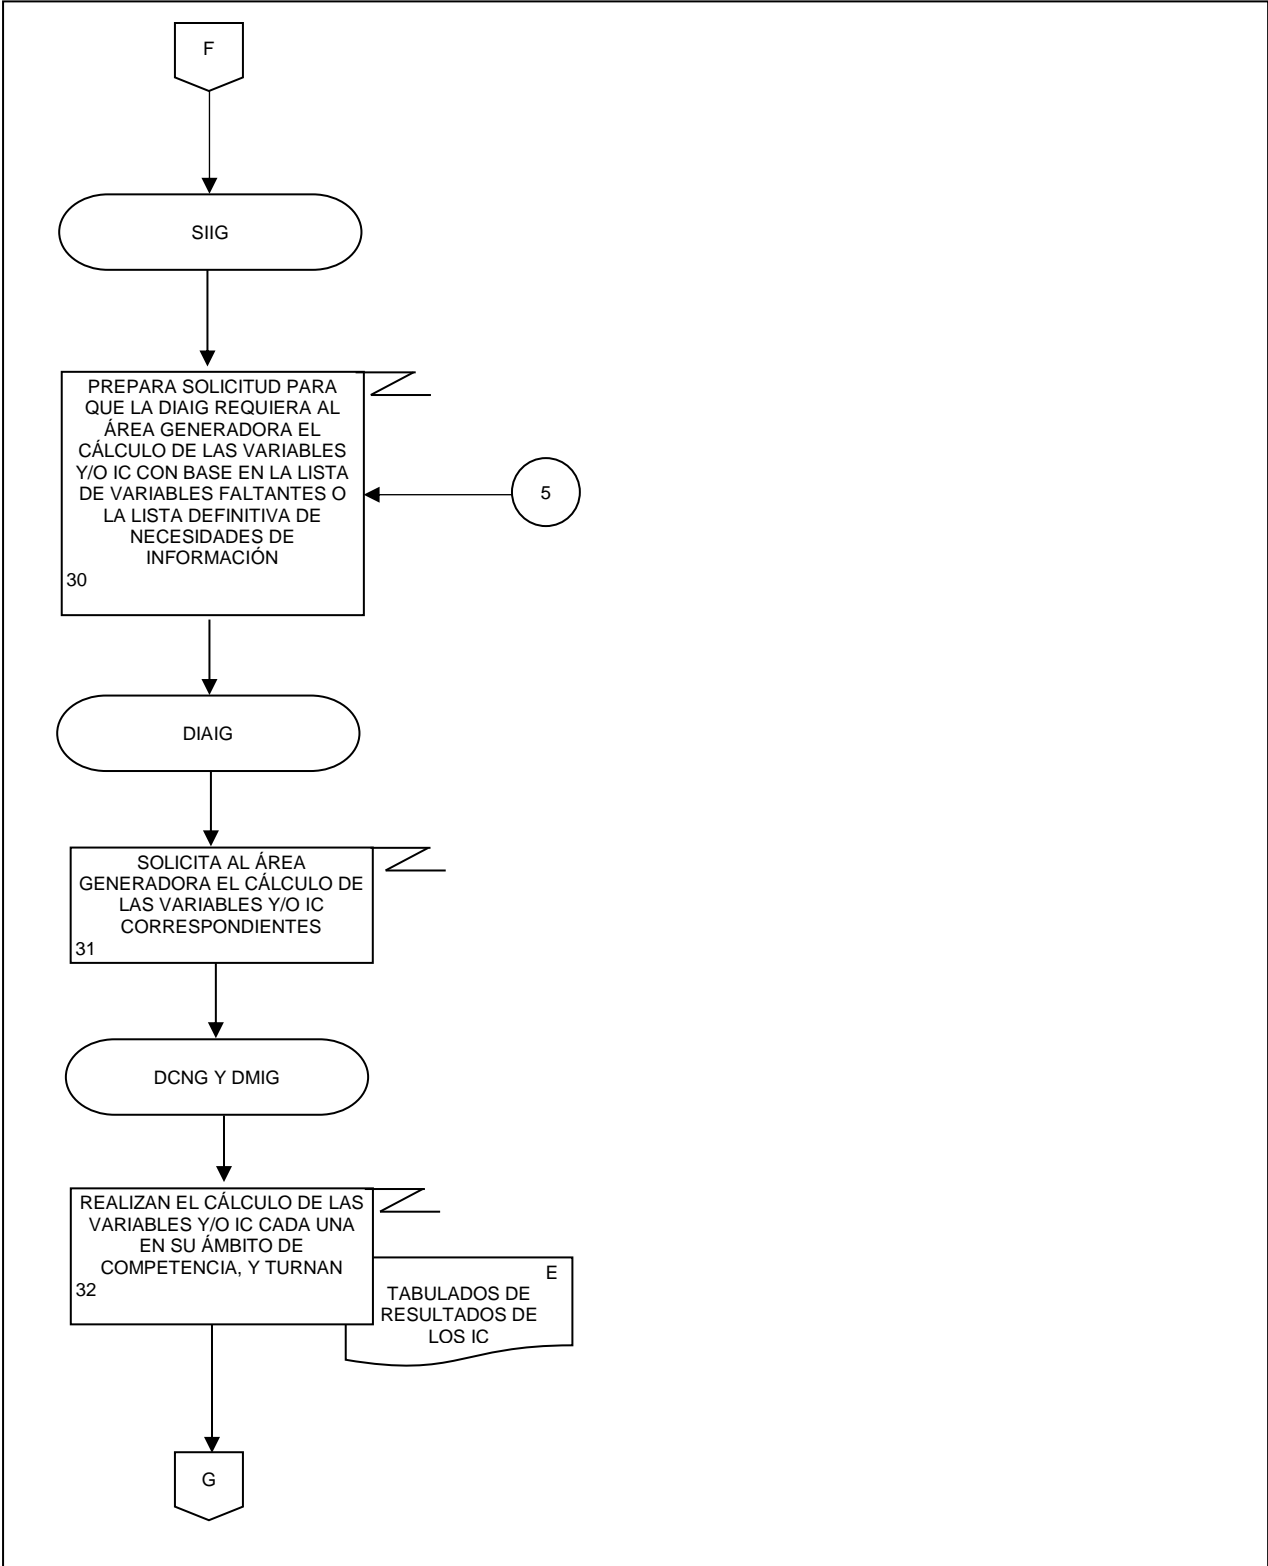 F
SIIG
PREPARA SOLICITUD PARA
QUE LA DIAIG REQUIERA AL
ÁREA GENERADORA EL
CÁLCULO DE LAS VARIABLES
Y/O IC CON BASE EN LA LISTA
DE VARIABLES FALTANTES O
LA LISTA DEFINITIVA DE
NECESIDADES DE
INFORMACIÓN
30
5
DIAIG
SOLICITA AL ÁREA
GENERADORA EL CÁLCULO DE
LAS VARIABLES Y/O IC
CORRESPONDIENTES
31
DCNG Y DMIG
REALIZAN EL CÁLCULO DE LAS
VARIABLES Y/O IC CADA UNA
EN SU ÁMBITO DE
COMPETENCIA, Y TURNAN
32
E
TABULADOS DE
RESULTADOS DE
LOS IC
G